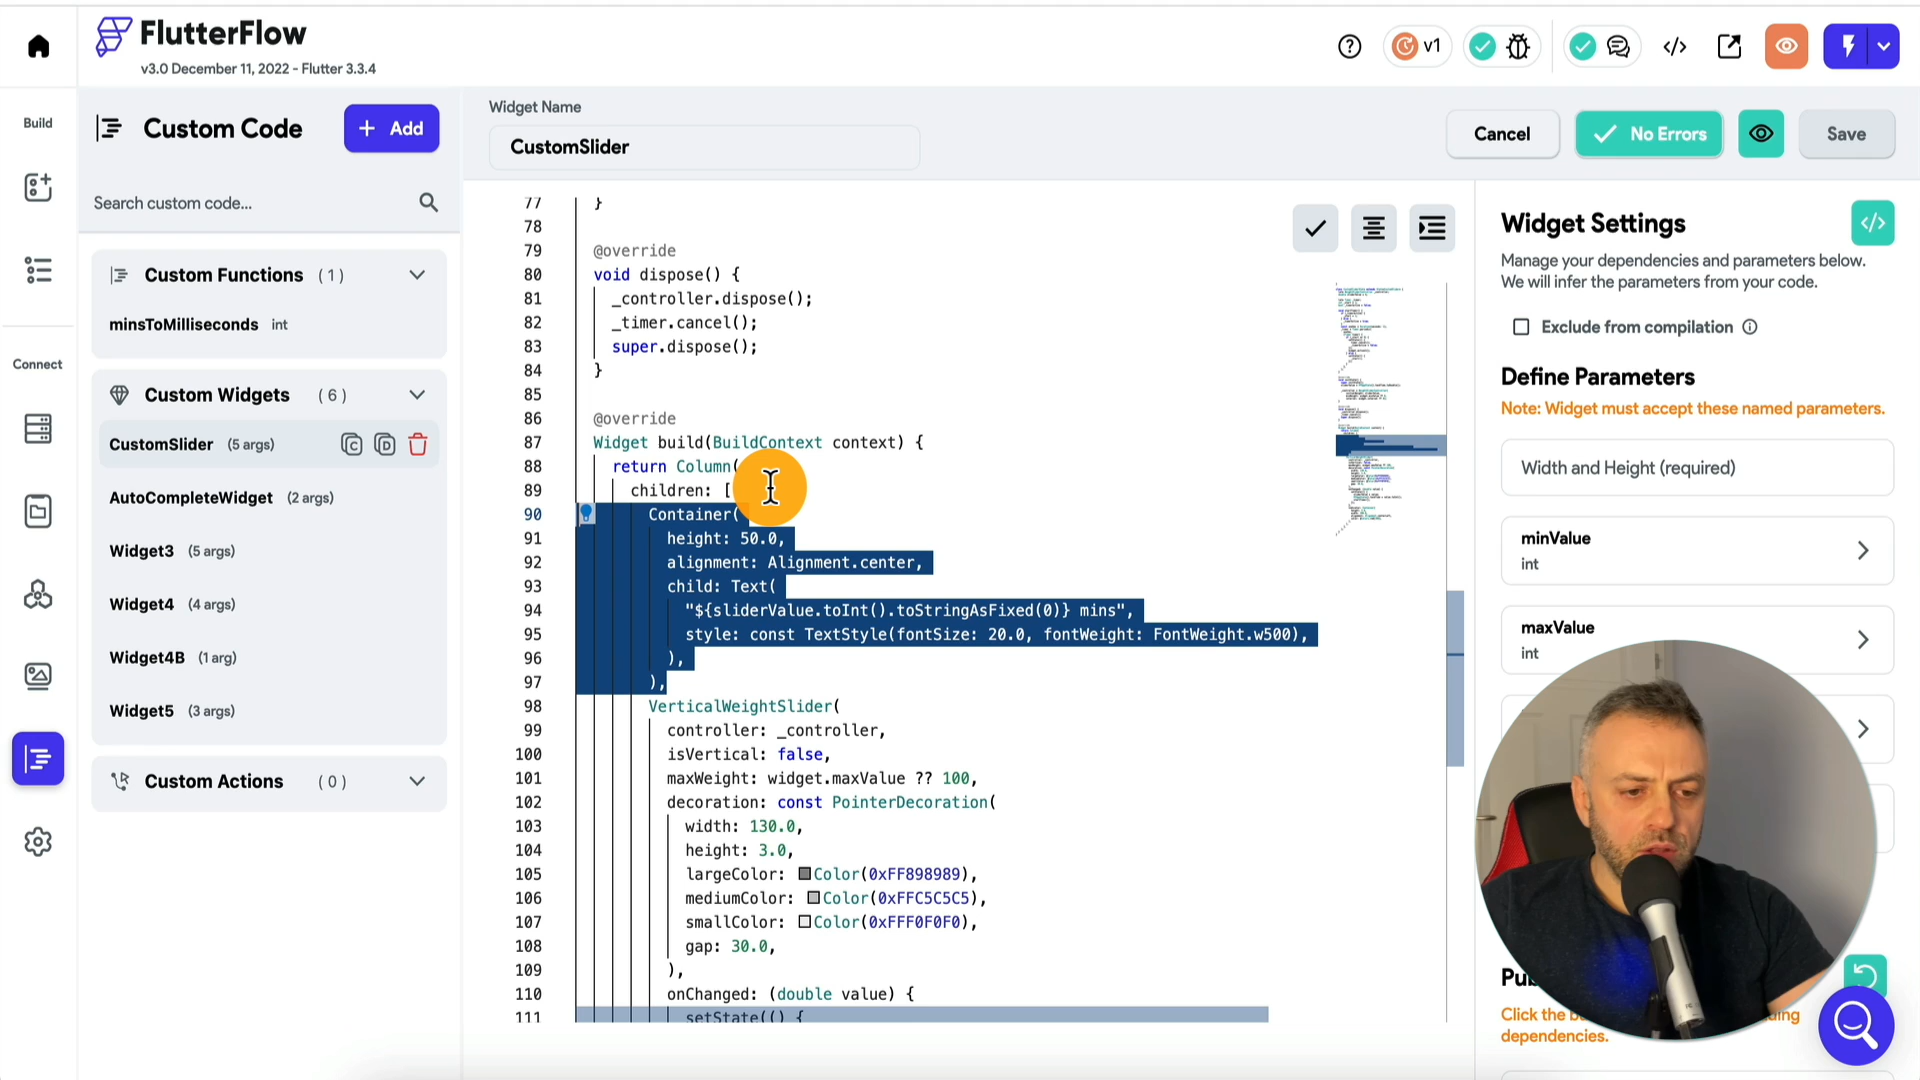 FlutterFlow
v3.0 December 11, 2022 - Flutter 3.3.4
v1
Build
Connect
Custom Code
+ Add
Search custom code...
Custom Functions (1)
minsToMilliseconds int
Custom Widgets (6)
CustomSlider (5 args)
AutoCompleteWidget (2 args)
Widget3 (5 args)
Widget4 (4 args)
Widget4B (1 arg)
Widget5 (3 args)
Custom Actions (0)
Widget Name
CustomSlider
Cancel
No Errors
Save
77 }
78
79 @override
80 void dispose() {
81 _controller.dispose();
82 _timer.cancel();
83 super.dispose();
84 }
85
86 @override
87 Widget build(BuildContext context) {
88 return Column(
89 children: [
90 Container(
91 height: 50.0,
92 alignment: Alignment.center,
93 child: Text(
94 "${sliderValue.toInt().toStringAsFixed(0)} mins",
95 style: const TextStyle(fontSize: 20.0, fontWeight: FontWeight.w500),
96 ),
97 ),
98 VerticalWeightSlider(
99 controller: _controller,
100 isVertical: false,
101 maxWeight: widget.maxValue ?? 100,
102 decoration: const PointerDecoration(
103 width: 130.0,
104 height: 3.0,
105 largeColor: Color(0xFF898989),
106 mediumColor: Color(0xFFC5C5C5),
107 smallColor: Color(0xFFF0F0F0),
108 gap: 30.0,
109 ),
110 onChanged: (double value) {
111 setState(() {
Widget Settings
Manage your dependencies and parameters below.
We will infer the parameters from your code.
Exclude from compilation
Define Parameters
Note: Widget must accept these named parameters.
Width and Height (required)
minValue
int
maxValue
int
Click the
dependencies.